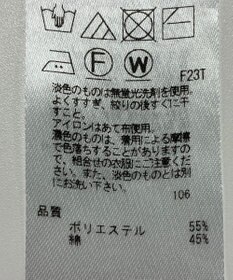 F W
F23T
淡色のものは無蛍光洗剤を使用。
よくすすぎ、絞りの後すぐに干
すこと。
アイロンはあて布使用。
濃色のものは、着用による摩擦
で色落ちすることがありますの
で、組合せの衣服にご注意くだ
さい。また、淡色のものとは別
にお洗い下さい。
106
品質
ポリエステル 55%
綿 45%